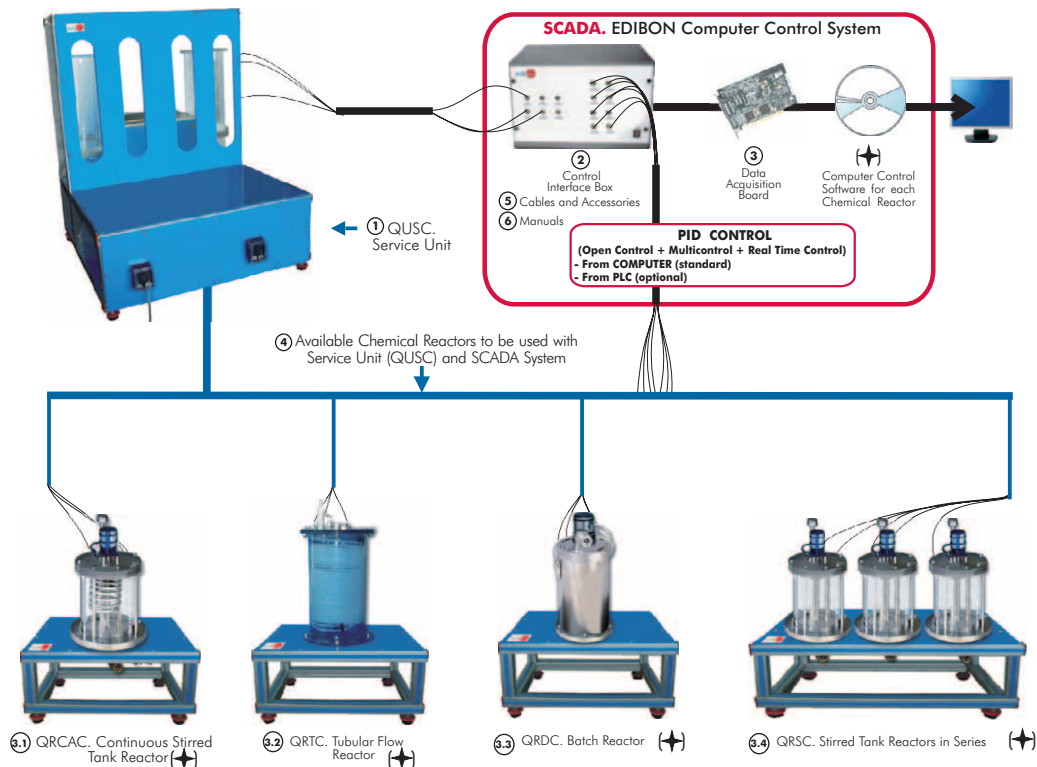 SCADA. EDIBON Computer Control System
1 QUSC.
Service Unit
2
Control
Interface Box
5 Cables and Accessories
6 Manuals
3
Data
Acquisition
Board
Computer Control
Software for each
Chemical Reactor
PID CONTROL
(Open Control + Multicontrol + Real Time Control)
- From COMPUTER (standard)
- From PLC (optional)
4 Available Chemical Reactors to be used with
Service Unit (QUSC) and SCADA System
3.1 QRCAC. Continuous Stirred
Tank Reactor
3.2 QRTC. Tubular Flow
Reactor
3.3 QRDC. Batch Reactor
3.4 QRSC. Stirred Tank Reactors in Series